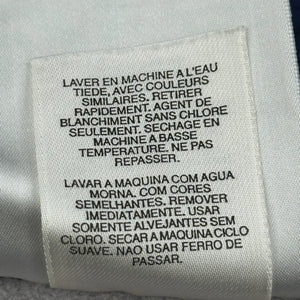 LAVER EN MACHINE A L'EAU
TIEDE, AVEC COULEURS
SIMILAIRES. RETIRER
RAPIDEMENT. AGENT DE
BLANCHIMENT SANS CHLORE
SEULEMENT. SECHAGE EN
MACHINE A BASSE
TEMPERATURE. NE PAS
REPASSER.
LAVAR A MAQUINA COM AGUA
MORNA. COM CORES
SEMELHANTES. REMOVER
IMEDIATAMENTE. USAR
SOMENTE ALVEJANTES SEM
CLORO. SECAR A MAQUINA CICLO
SUAVE. NAO USAR FERRO DE
PASSAR.